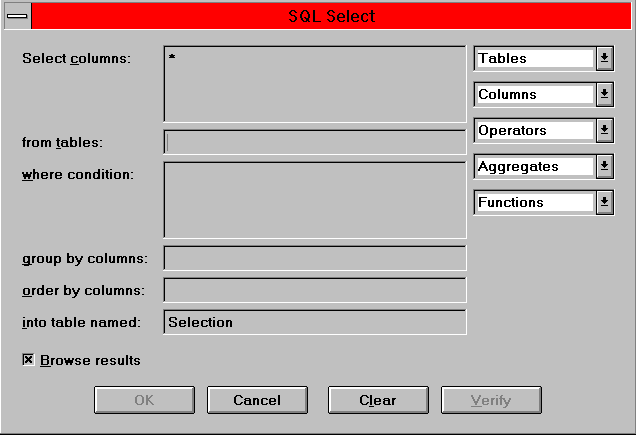 SQL Select
Select columns:
*
Tables
Columns
Operators
from tables:
where condition:
Aggregates
Functions
group by columns:
order by columns:
into table named:
Selection
Browse results
OK
Cancel
Clear
Verify